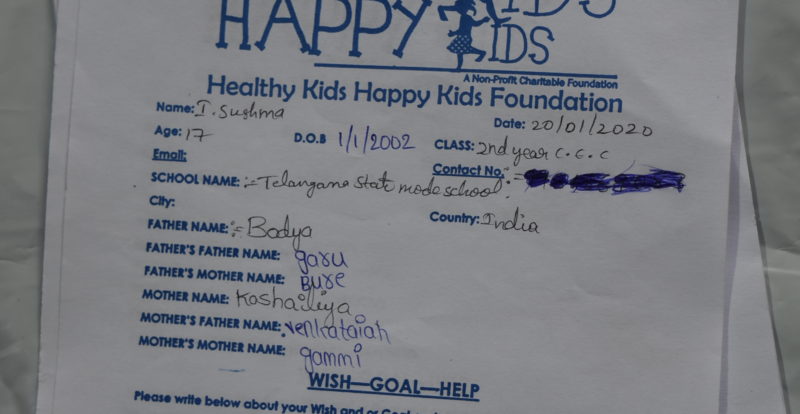 HAPPY KIDS
KIDS
A Non-Profit Charitable Foundation
Healthy Kids Happy Kids Foundation
Name: I. Sushma
Date: 20/01/2020
Age: 17 D.O.B 1/1/2002 CLASS: 2nd year C.G.C
Email: Contact No. :-
SCHOOL NAME: :- Telangana State mode school.
City: Country: India
FATHER NAME: :- Badya
FATHER'S FATHER NAME: garu
FATHER'S MOTHER NAME: Bure
MOTHER NAME: Koshailiya
MOTHER'S FATHER NAME: venkataiah
MOTHER'S MOTHER NAME: gammi
WISH—GOAL—HELP
Please write below about your Wish and or Goal